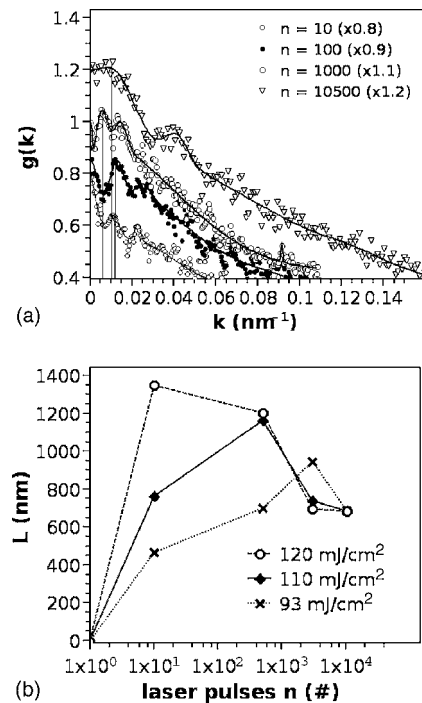 n = 10 (x0.8)
n = 100 (x0.9)
n = 1000 (x1.1)
n = 10500 (x1.2)
1.4
1.2
1
0.8
0.6
0.4
g(k)
0 0.02 0.04 0.06 0.08 0.1 0.12 0.14
k (nm⁻¹)
(a)
1400
1200
1000
800
600
400
200
0
L (nm)
120 mJ/cm²
110 mJ/cm²
93 mJ/cm²
1x10⁰ 1x10¹ 1x10² 1x10³ 1x10⁴
laser pulses n (#)
(b)